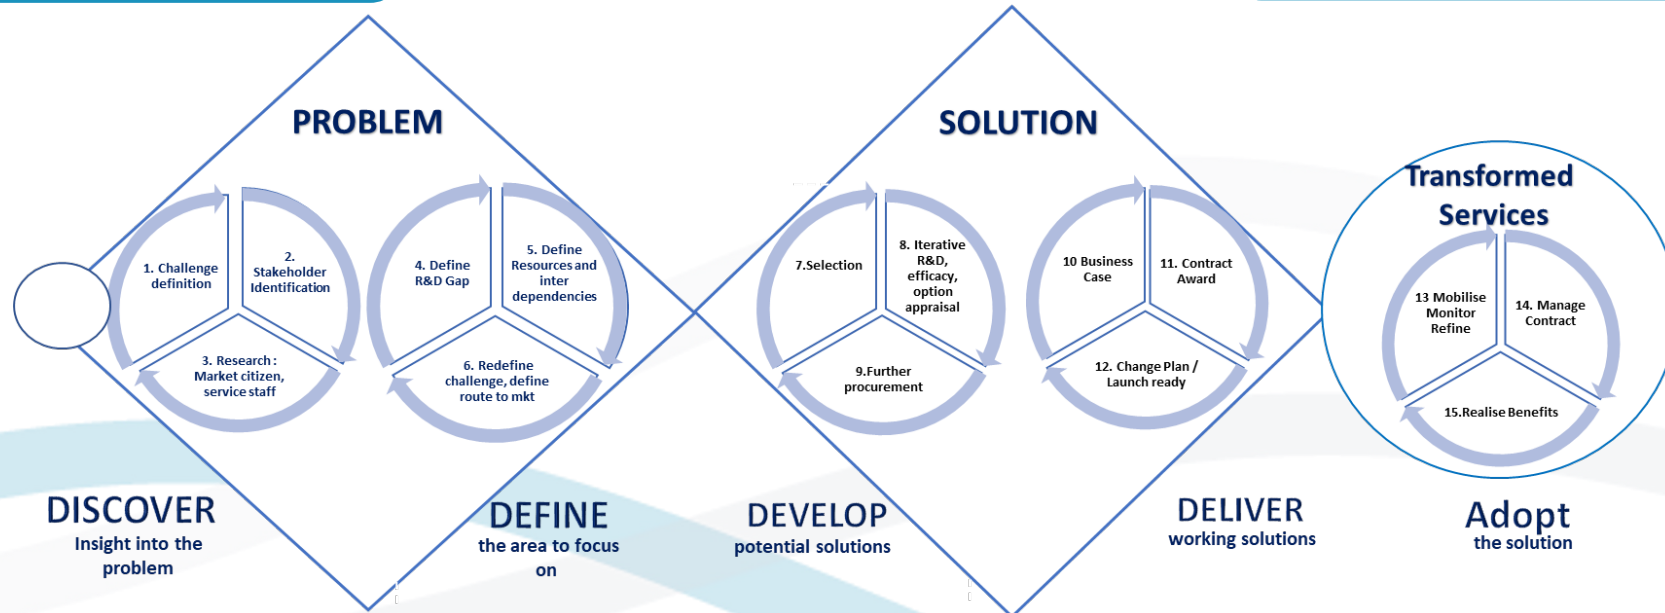 PROBLEM
1. Challenge
definition
2.
Stakeholder
Identification
3. Research :
Market citizen,
service staff
4. Define
R&D Gap
5. Define
Resources and
inter
dependencies
6. Redefine
challenge, define
route to mkt
SOLUTION
7.Selection
8. Iterative
R&D,
efficacy,
option
appraisal
9.Further
procurement
10 Business
Case
11. Contract
Award
12. Change Plan /
Launch ready
Transformed
Services
13 Mobilise
Monitor
Refine
14. Manage
Contract
15.Realise Benefits
DISCOVER
Insight into the
problem
DEFINE
the area to focus
on
DEVELOP
potential solutions
DELIVER
working solutions
Adopt
the solution